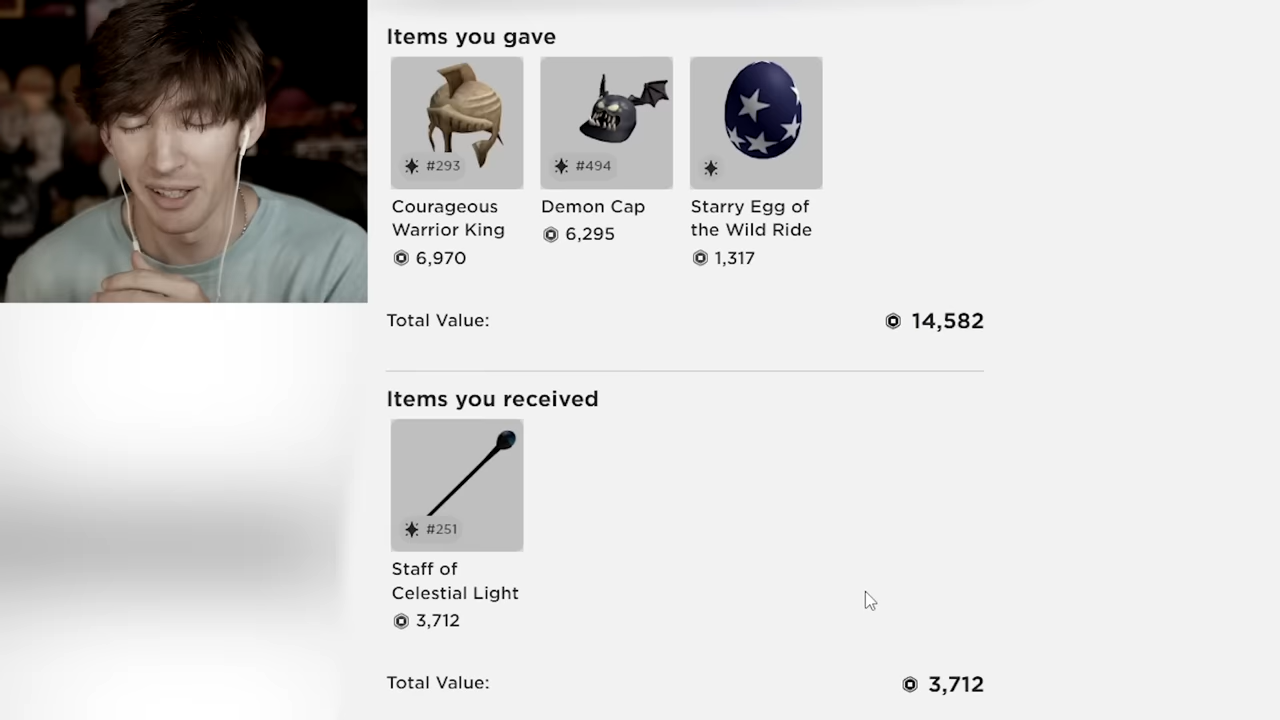 Items you gave
#293
#494
Courageous
Warrior King
6,970
Demon Cap
6,295
Starry Egg of
the Wild Ride
1,317
Total Value:
14,582
Items you received
#251
Staff of
Celestial Light
3,712
Total Value:
3,712